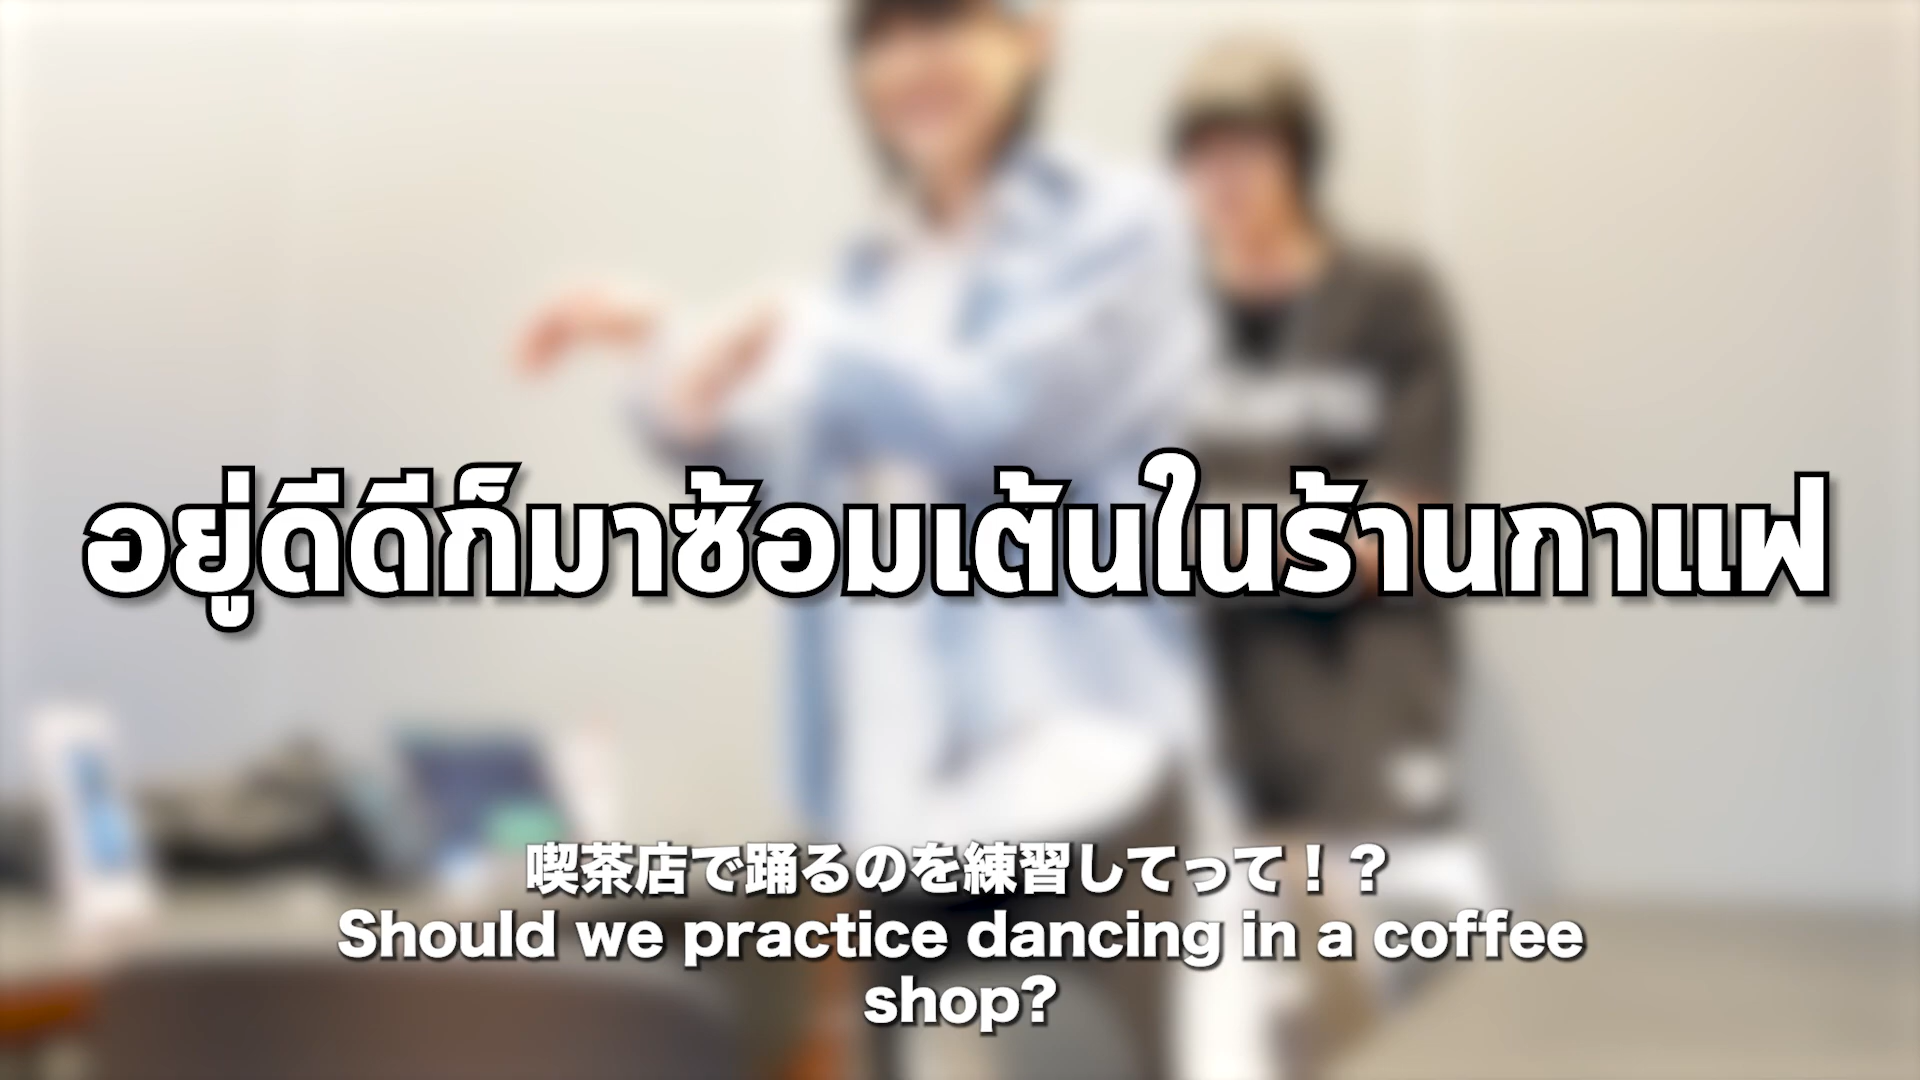 อยู่ดีดีก็มาซ้อมเต้นในร้านกาแฟ
喫茶店で踊るのを練習してって！？
Should we practice dancing in a coffee
shop?